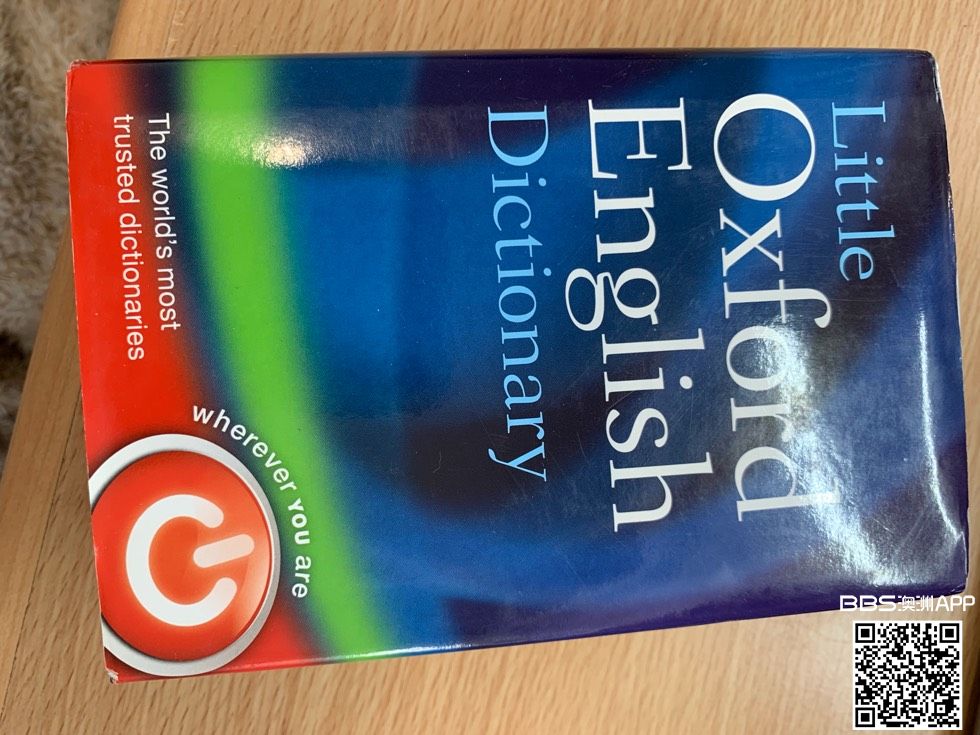 Little
Oxford
English
Dictionary
The world's most
trusted dictionaries
wherever you are
BBS澳洲APP